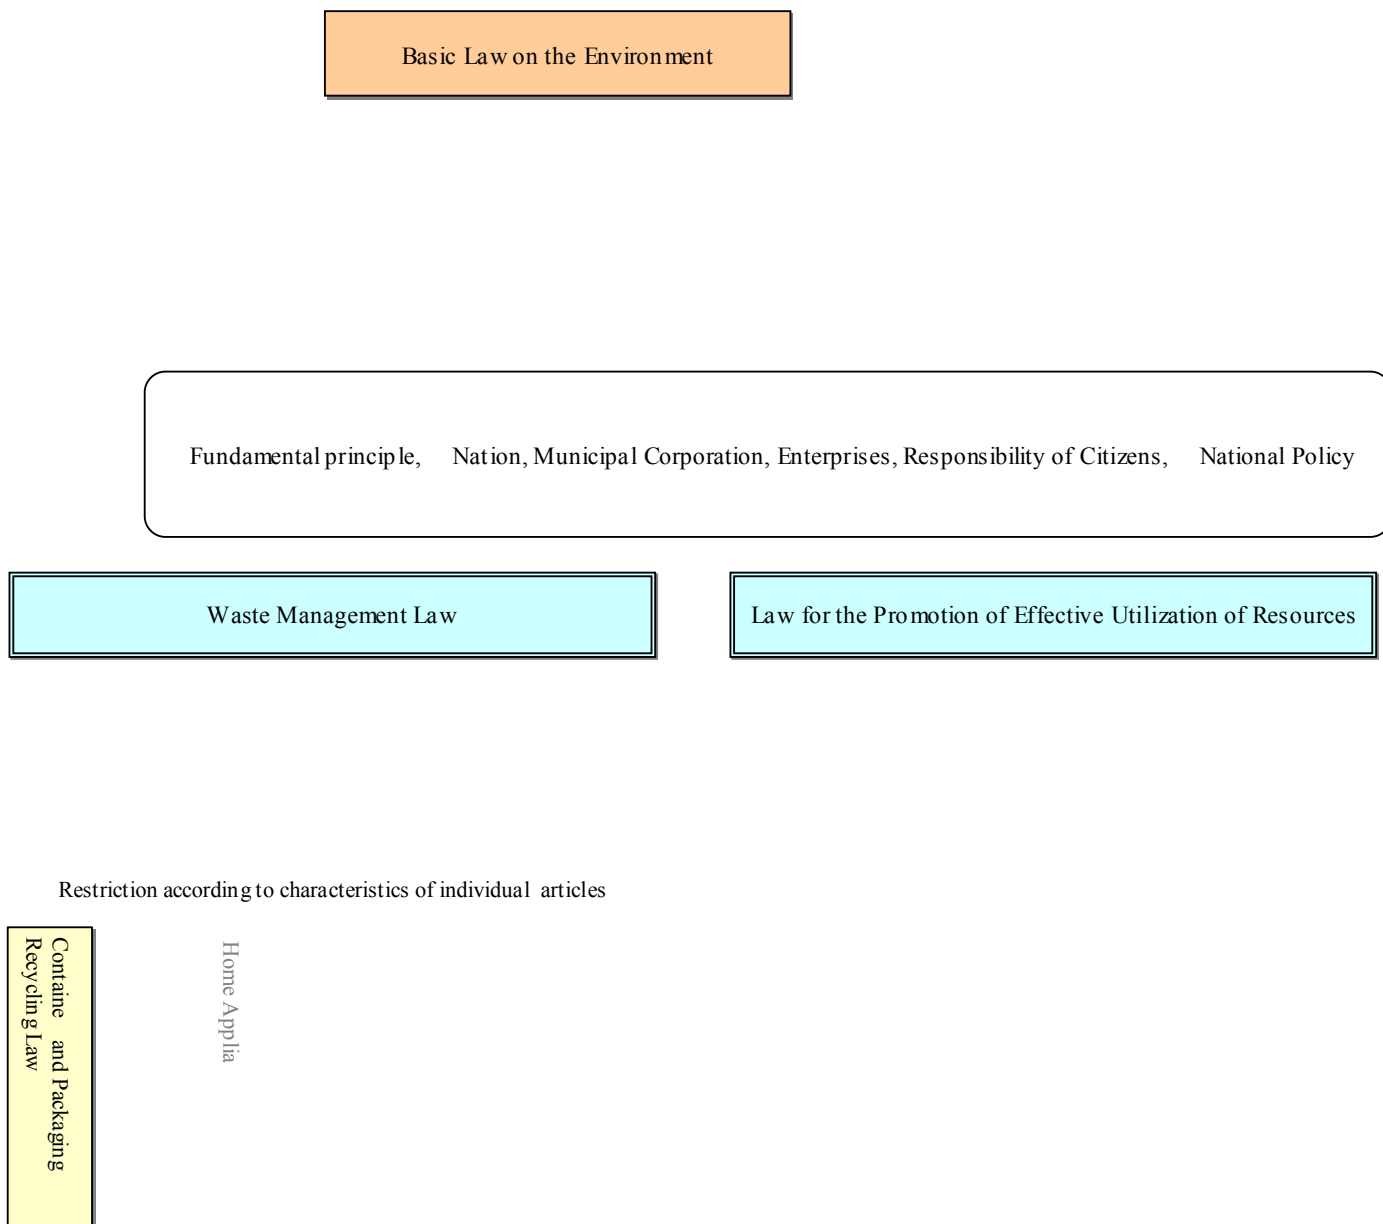 Basic Law on the Environment
Fundamental principle, Nation, Municipal Corporation, Enterprises, Responsibility of Citizens, National Policy
Waste Management Law
Law for the Promotion of Effective Utilization of Resources
Restriction according to characteristics of individual articles
Containe and Packaging
Recycling Law
Home Applia